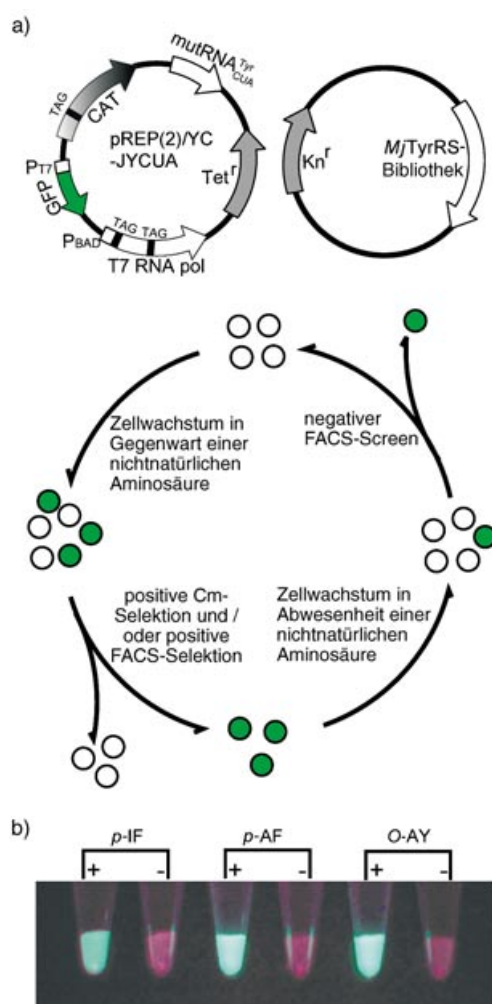 a)
mutRNA Tyr CUA
TAG
CAT
pREP(2)/YC
-JYCUA
Tet r
PT7
GFP
PBAD
TAG TAG
T7 RNA pol
Kn r
MjTyrRS-
Bibliothek
Zellwachstum in
Gegenwart einer
nichtnatürlichen
Aminosäure
negativer
FACS-Screen
positive Cm-
Selektion und /
oder positive
FACS-Selektion
Zellwachstum in
Abwesenheit einer
nichtnatürlichen
Aminosäure
b)
p-IF p-AF O-AY
+ - + - + -